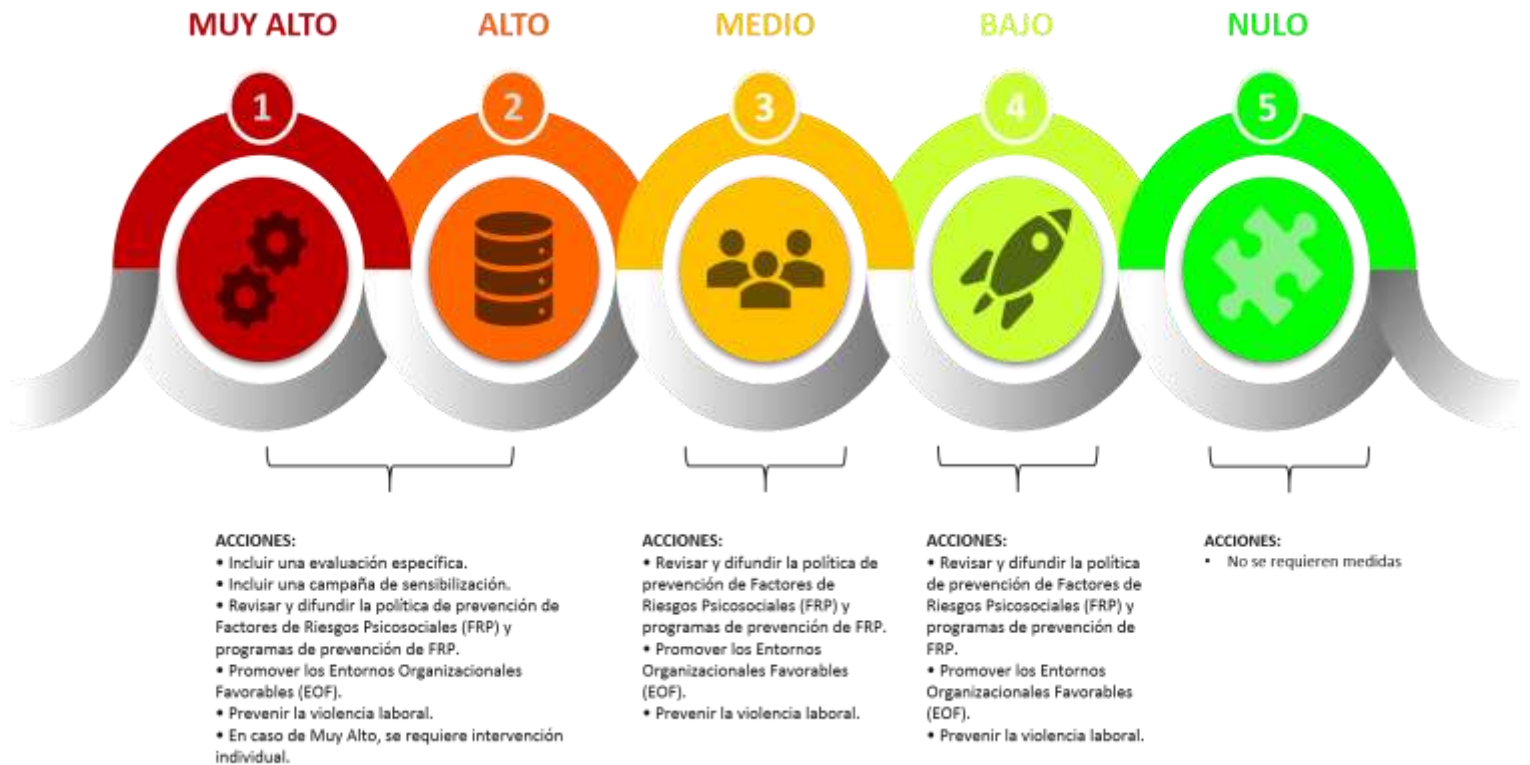 MUY ALTO
ALTO
MEDIO
BAJO
NULO
1
2
3
4
5
ACCIONES:
• Incluir una evaluación específica.
• Incluir una campaña de sensibilización.
• Revisar y difundir la política de prevención de
Factores de Riesgos Psicosociales (FRP) y
programas de prevención de FRP.
• Promover los Entornos Organizacionales
Favorables (EOF).
• Prevenir la violencia laboral.
• En caso de Muy Alto, se requiere intervención
individual.
ACCIONES:
• Revisar y difundir la política de
prevención de Factores de
Riesgos Psicosociales (FRP) y
programas de prevención de FRP.
• Promover los Entornos
Organizacionales Favorables
(EOF).
• Prevenir la violencia laboral.
ACCIONES:
• Revisar y difundir la política
de prevención de Factores de
Riesgos Psicosociales (FRP) y
programas de prevención de
FRP.
• Promover los Entornos
Organizacionales Favorables
(EOF).
• Prevenir la violencia laboral.
ACCIONES:
• No se requieren medidas